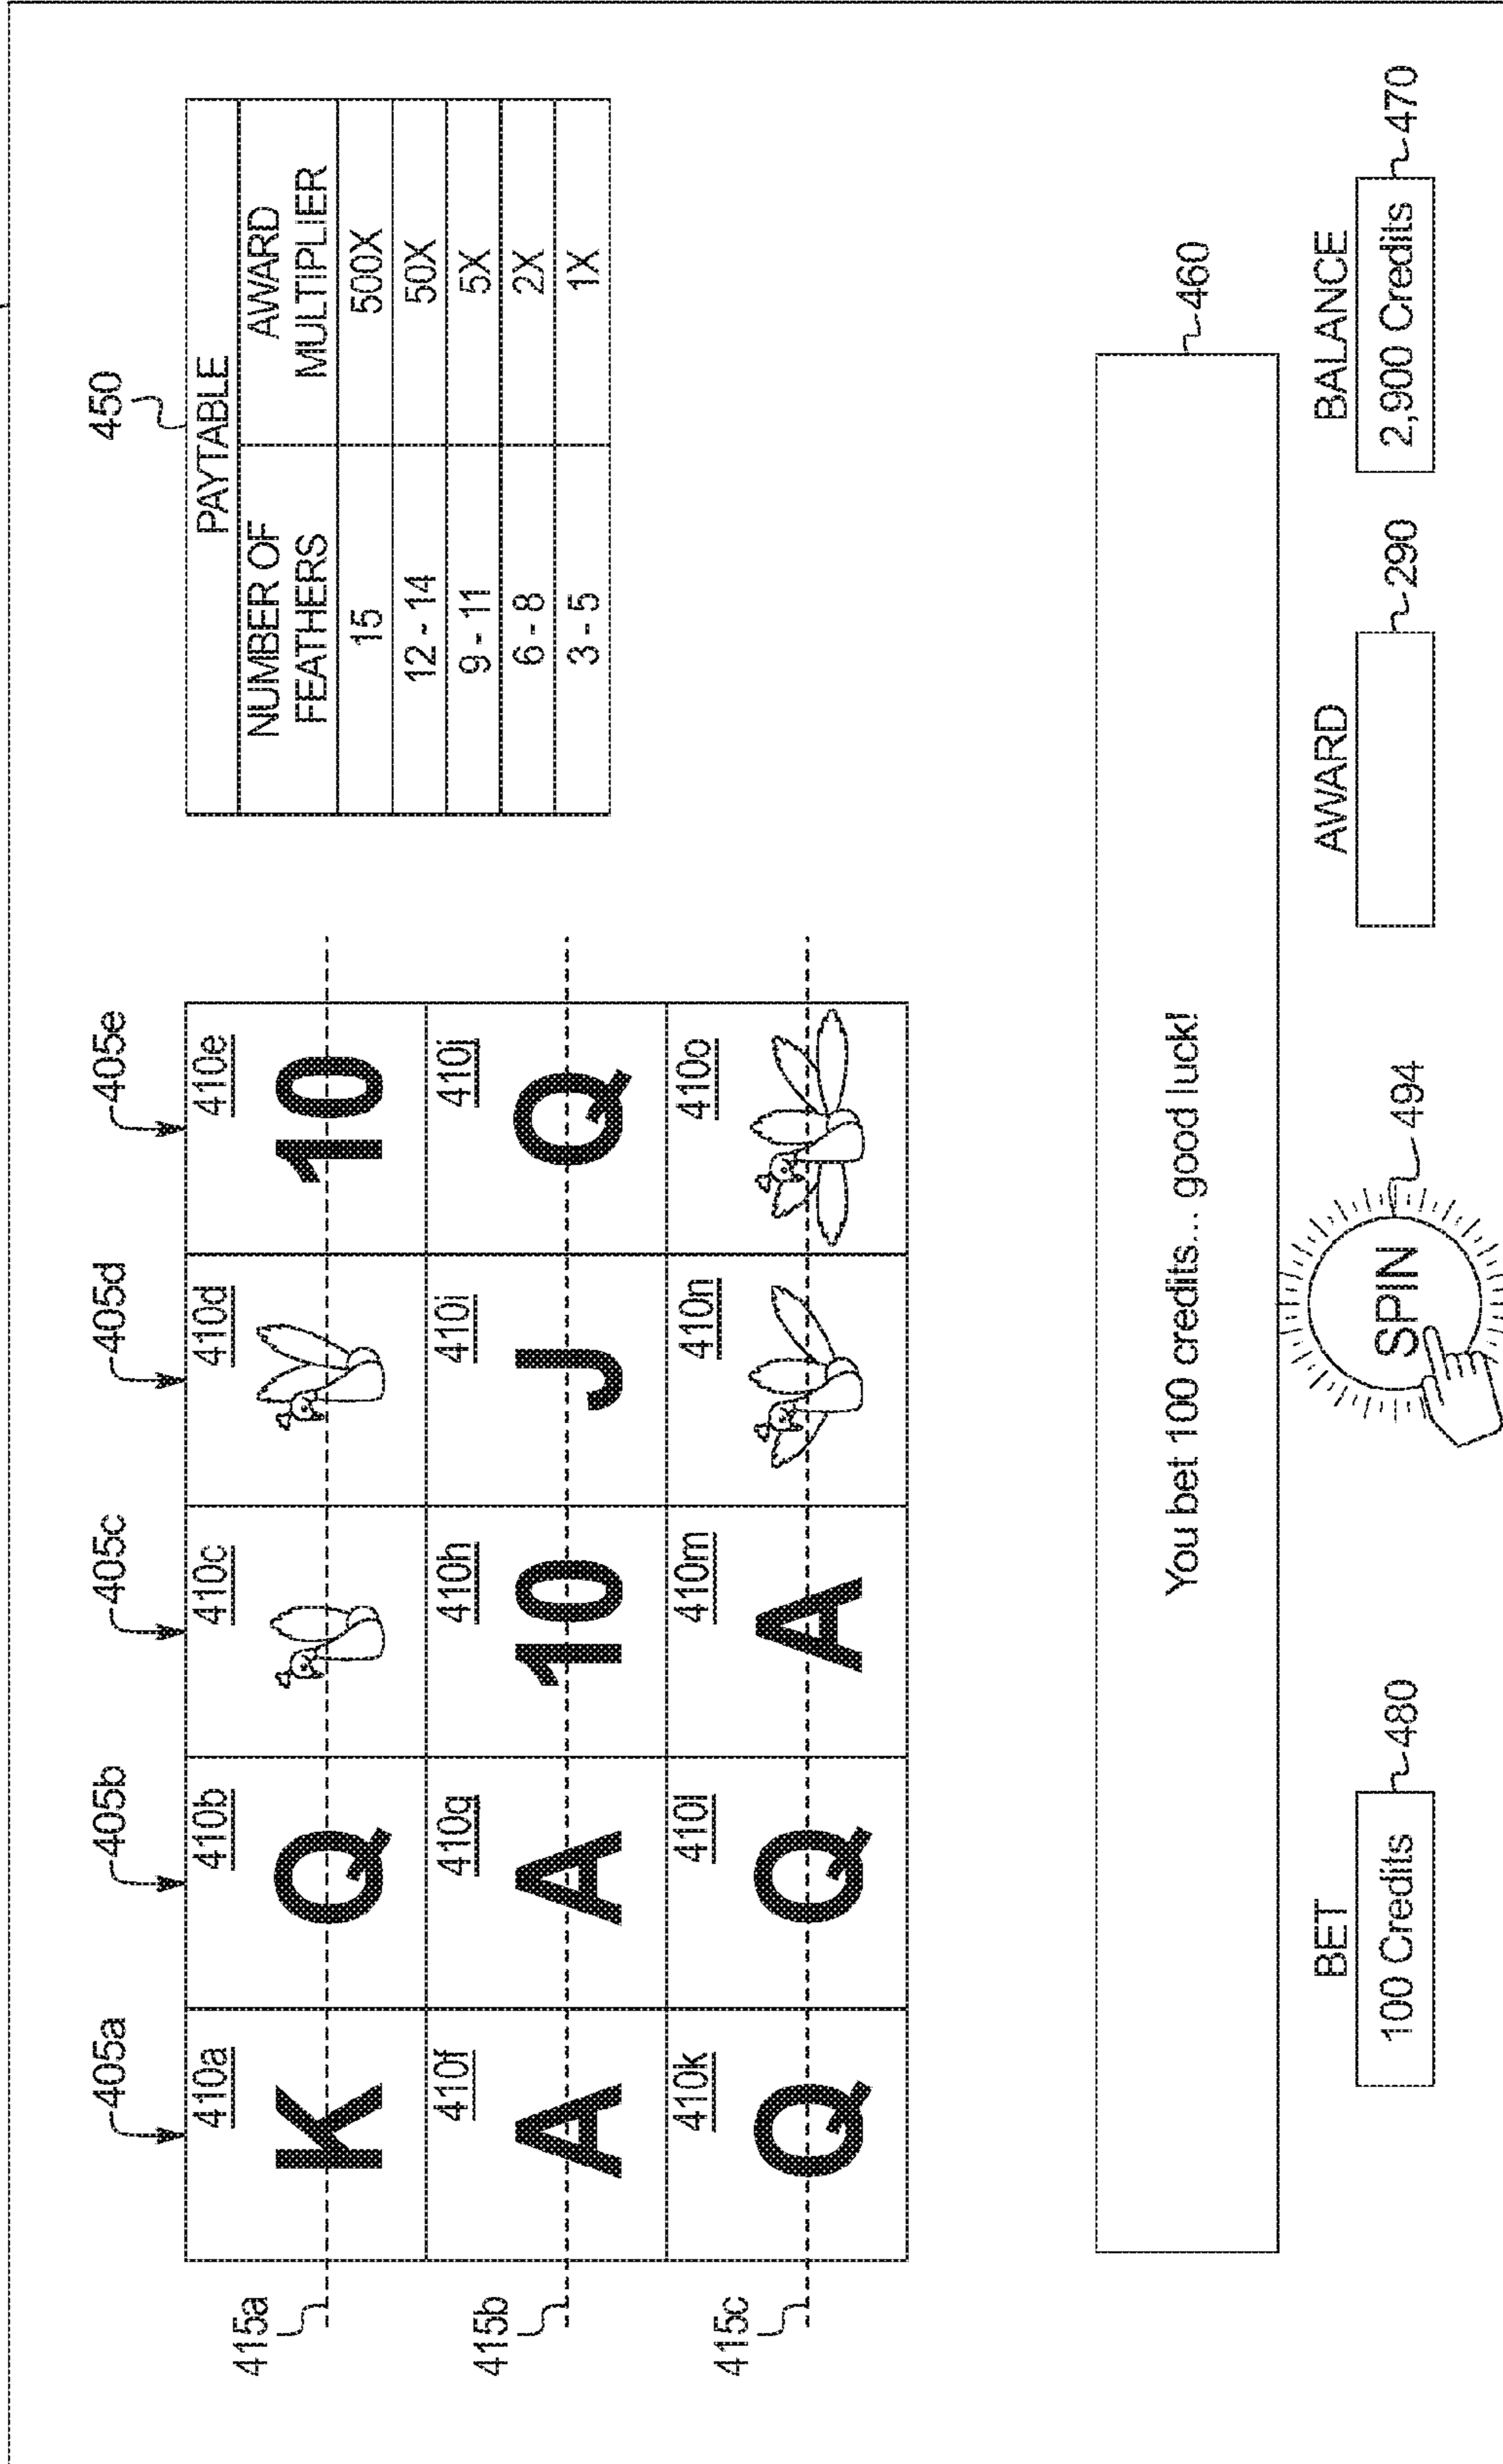 450
405a 405b 405c 405d 405e
PAYTABLE
NUMBER OF FEATHERS AWARD MULTIPLIER
15 500X
12 - 14 50X
9 - 11 5X
6 - 8 2X
3 - 5 1X
410a 410b 410c 410d 410e
415a K Q 10
410f 410g 410h 410i 410j
415b A A 10 J Q
410k 410l 410m 410n 410o
415c Q Q A
You bet 100 credits... good luck!
460
BET AWARD BALANCE
100 Credits 480 SPIN 494 290 2,900 Credits 470